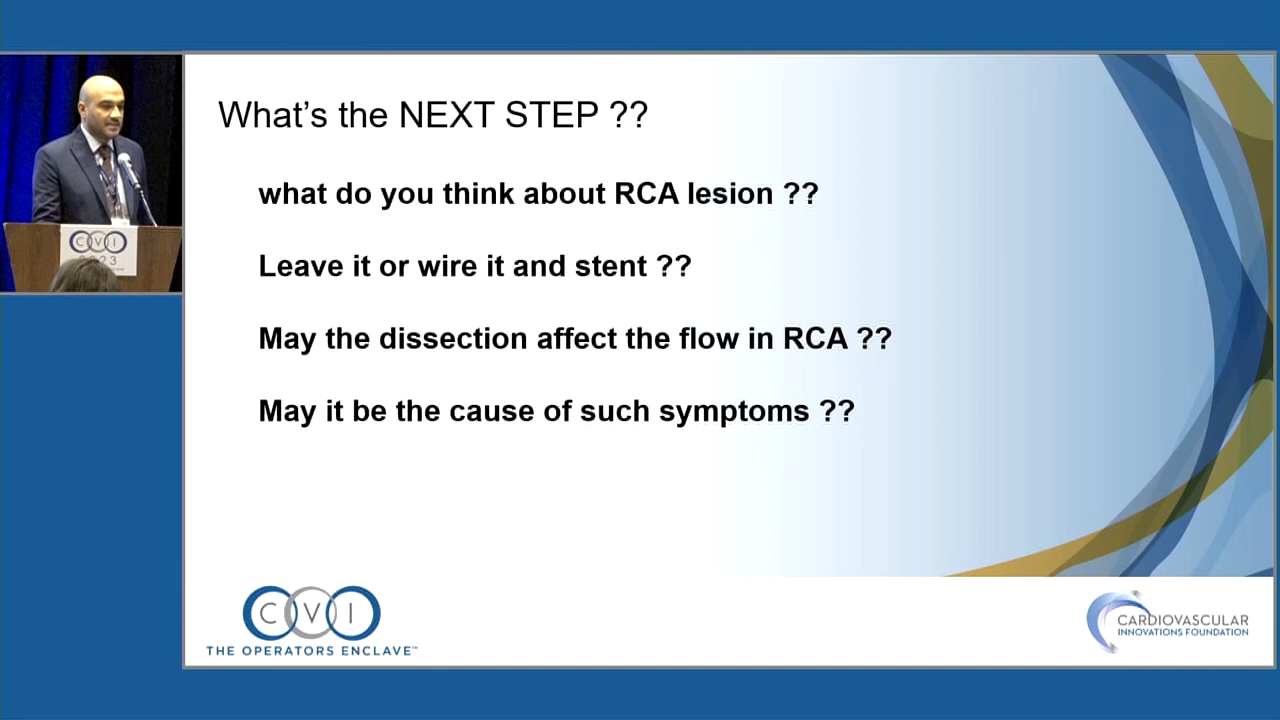 What's the NEXT STEP ??
what do you think about RCA lesion ??
Leave it or wire it and stent ??
May the dissection affect the flow in RCA ??
May it be the cause of such symptoms ??
CVI
THE OPERATORS ENCLAVE™
CARDIOVASCULAR
INNOVATIONS FOUNDATION
CVI